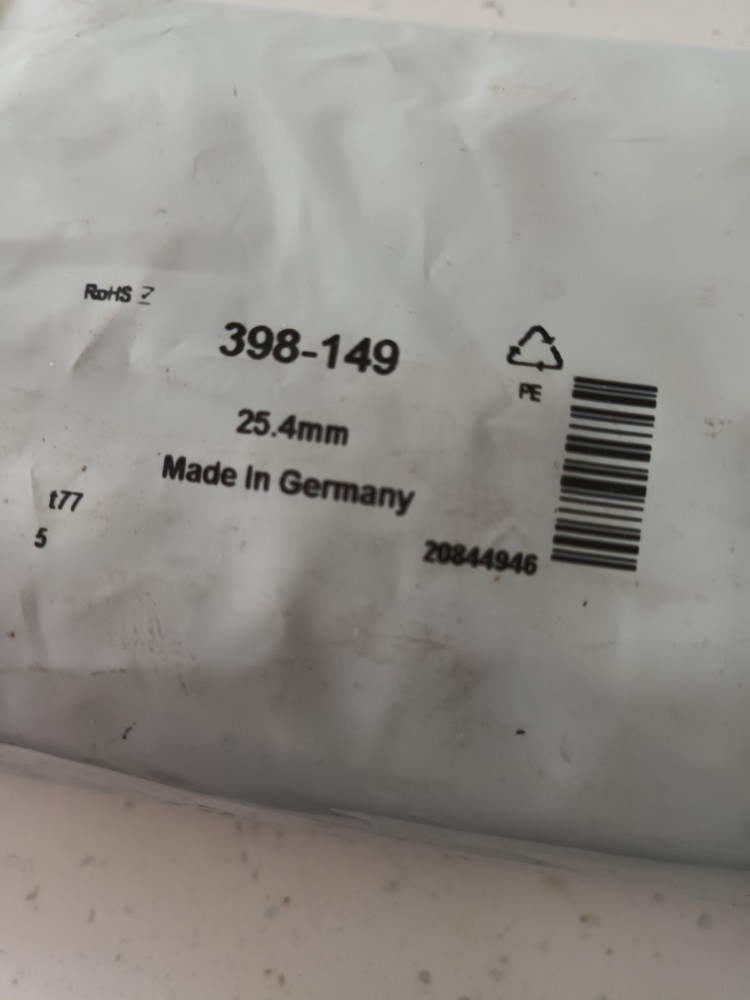 RoHS
398-149
PE
25.4mm
Made In Germany
t77
5
20844946